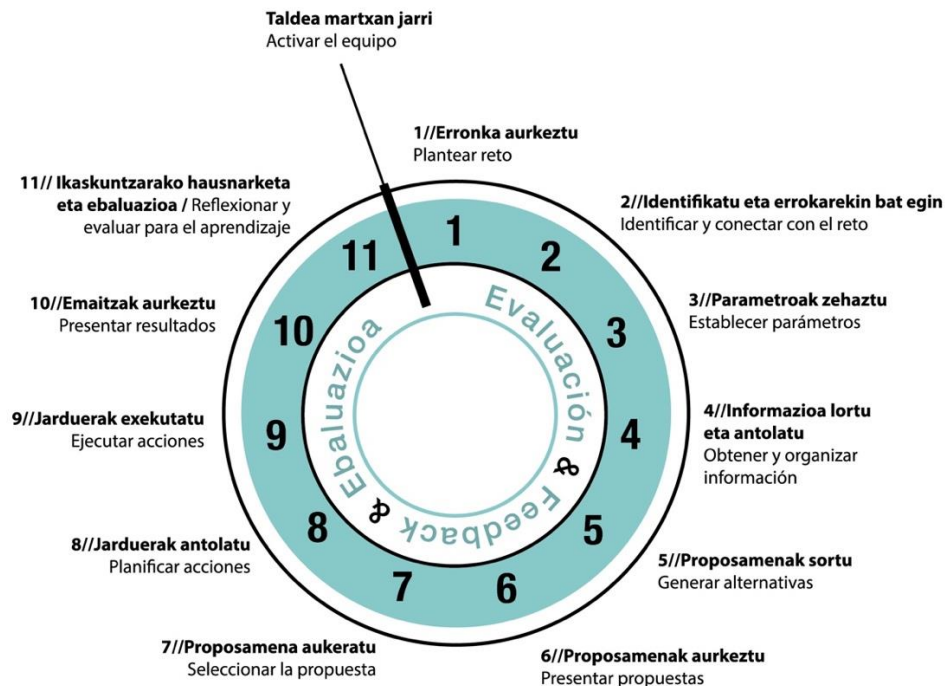 Taldea martxan jarri
Activar el equipo
1//Erronka aurkeztu
Plantear reto
2//Identifikatu eta errokarekin bat egin
Identificar y conectar con el reto
3//Parametroak zehaztu
Establecer parámetros
4//Informazioa lortu
eta antolatu
Obtener y organizar
información
5//Proposamenak sortu
Generar alternativas
6//Proposamenak aurkeztu
Presentar propuestas
7//Proposamena aukeratu
Seleccionar la propuesta
8//Jarduerak antolatu
Planificar acciones
9//Jarduerak exekutatu
Ejecutar acciones
10//Emaitzak aurkeztu
Presentar resultados
11// Ikaskuntzarako hausnarketa
eta ebaluazioa / Reflexionar y
evaluar para el aprendizaje
1
2
3
4
5
6
7
8
9
10
11
Evaluación & Feedback & Ebaluazioa